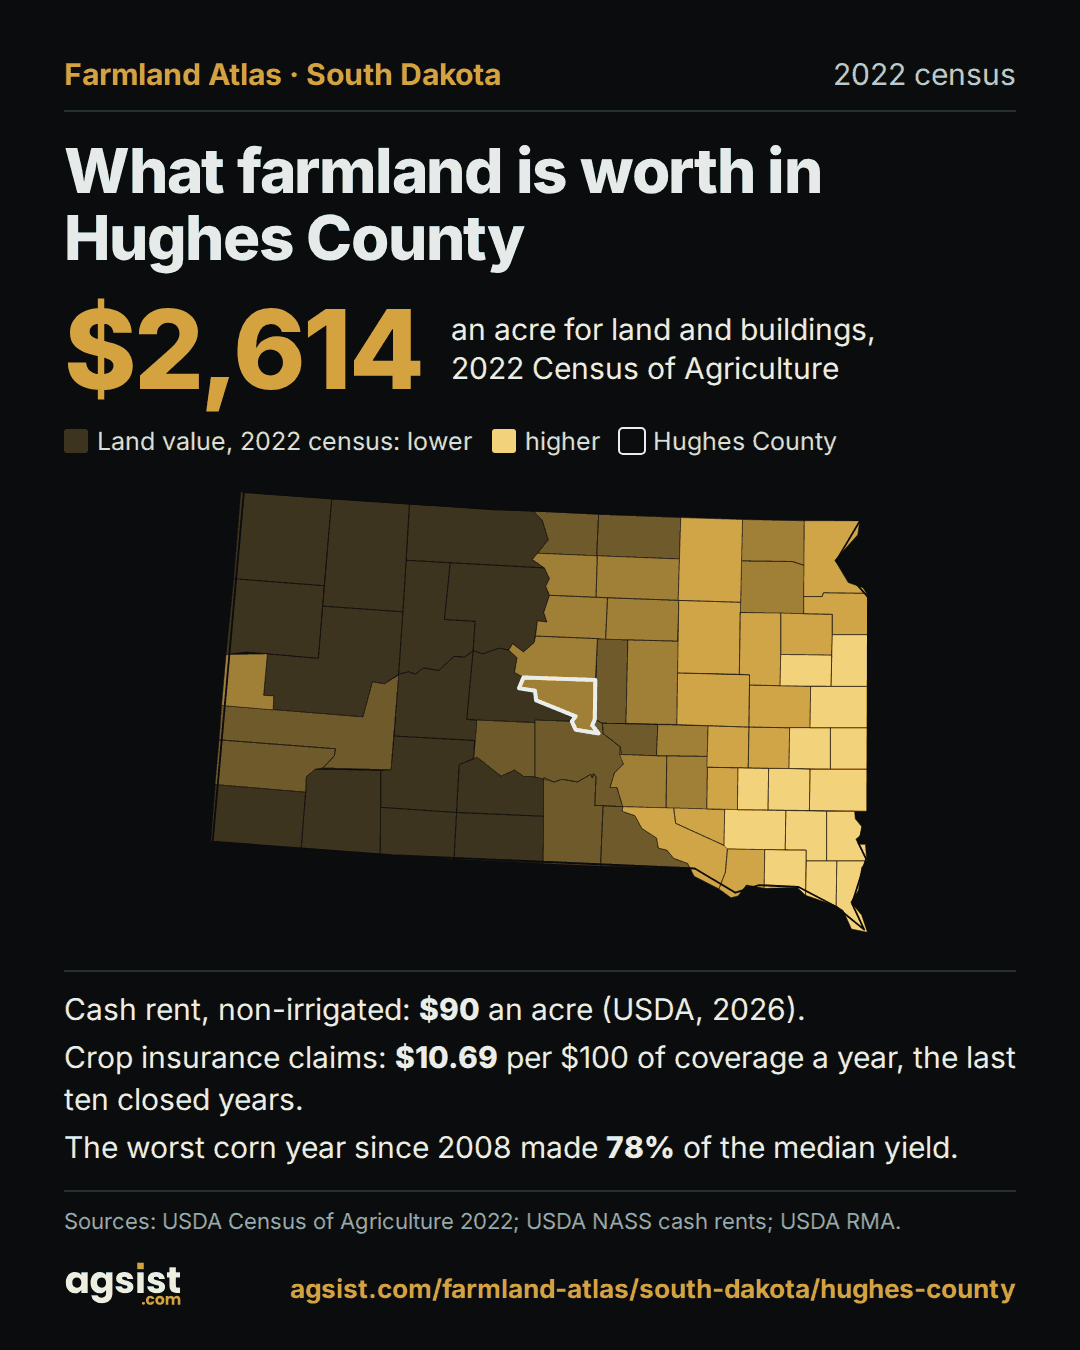 Farmland Atlas · South Dakota
2022 census
What farmland is worth in
Hughes County
$2,614
an acre for land and buildings,
2022 Census of Agriculture
Land value, 2022 census: lower
higher
Hughes County
Cash rent, non-irrigated: $90 an acre (USDA, 2026).
Crop insurance claims: $10.69 per $100 of coverage a year, the last
ten closed years.
The worst corn year since 2008 made 78% of the median yield.
Sources: USDA Census of Agriculture 2022; USDA NASS cash rents; USDA RMA.
agsist
.com
agsist.com/farmland-atlas/south-dakota/hughes-county